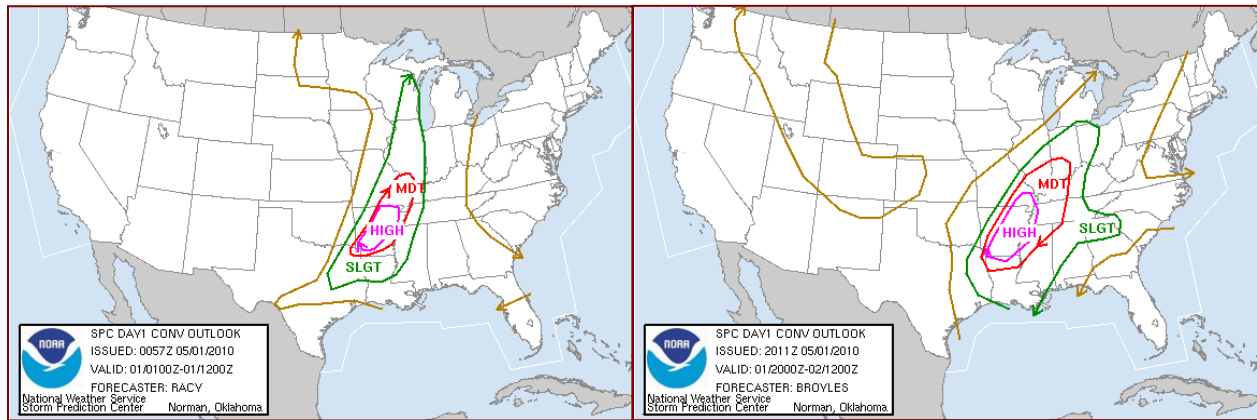 MDT
HIGH
SLGT
NOAA
SPC DAY1 CONV OUTLOOK
ISSUED: 0057Z 05/01/2010
VALID: 01/0100Z-01/1200Z
FORECASTER: RACY
National Weather Service
Storm Prediction Center Norman, Oklahoma
MDT
HIGH
SLGT
NOAA
SPC DAY1 CONV OUTLOOK
ISSUED: 2011Z 05/01/2010
VALID: 01/2000Z-02/1200Z
FORECASTER: BROYLES
National Weather Service
Storm Prediction Center Norman, Oklahoma